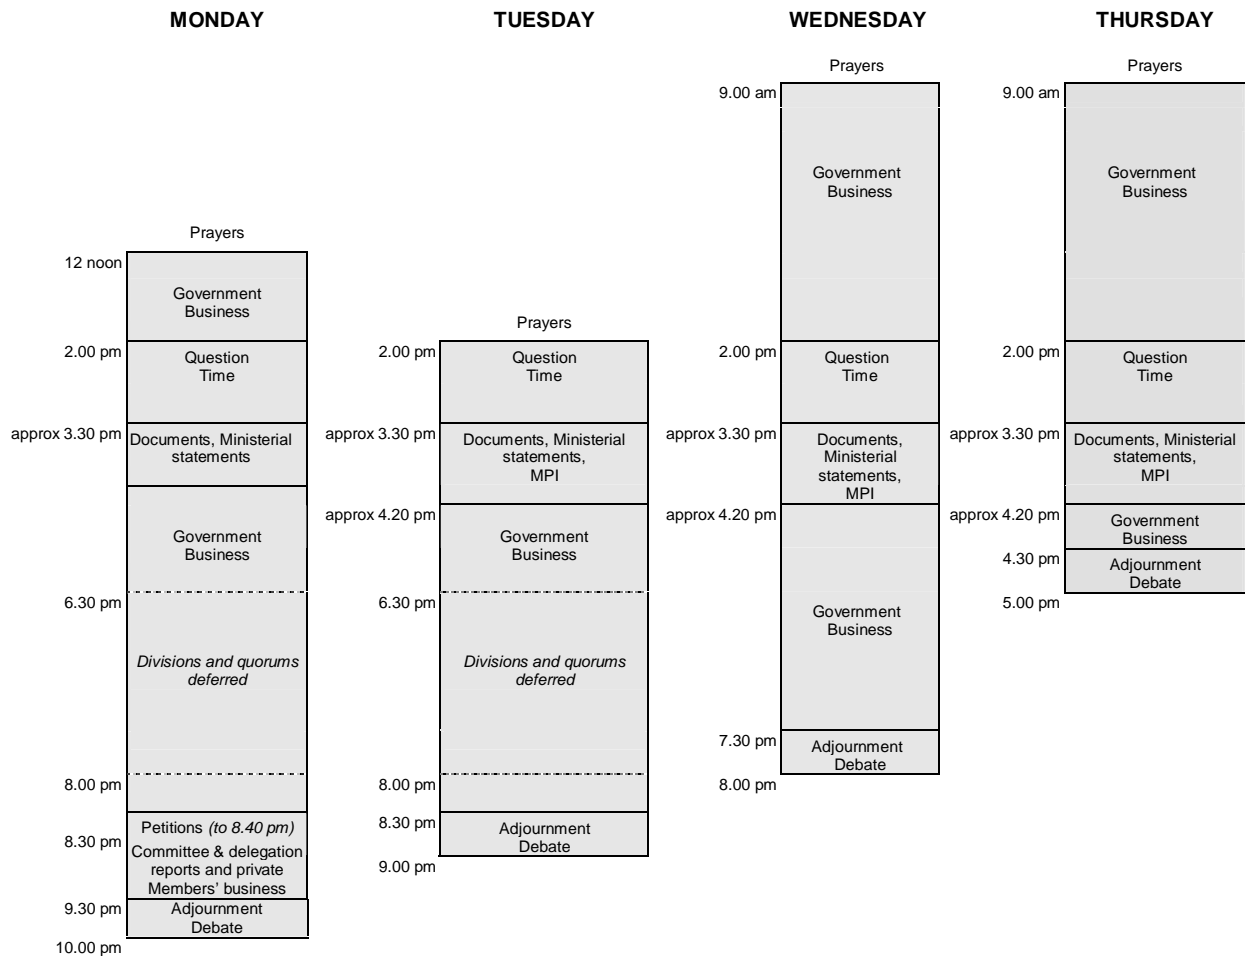 MONDAY
TUESDAY
WEDNESDAY
THURSDAY
Prayers
12 noon
Government
Business
2.00 pm
Question
Time
approx 3.30 pm
Documents, Ministerial
statements
Government
Business
6.30 pm
Divisions and quorums
deferred
8.00 pm
Petitions (to 8.40 pm)
8.30 pm
Committee & delegation
reports and private
Members' business
9.30 pm
Adjournment
Debate
10.00 pm
Prayers
2.00 pm
Question
Time
approx 3.30 pm
Documents, Ministerial
statements,
MPI
approx 4.20 pm
Government
Business
6.30 pm
Divisions and quorums
deferred
8.00 pm
8.30 pm
Adjournment
Debate
9.00 pm
Prayers
9.00 am
Government
Business
2.00 pm
Question
Time
approx 3.30 pm
Documents,
Ministerial
statements,
MPI
approx 4.20 pm
Government
Business
7.30 pm
Adjournment
Debate
8.00 pm
Prayers
9.00 am
Government
Business
2.00 pm
Question
Time
approx 3.30 pm
Documents, Ministerial
statements,
MPI
approx 4.20 pm
Government
Business
4.30 pm
Adjournment
Debate
5.00 pm